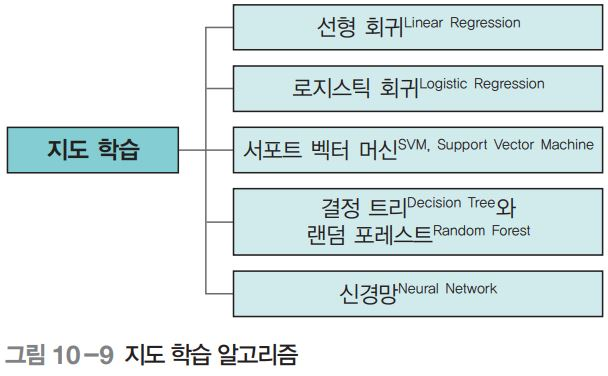 선형 회귀Linear Regression
로지스틱 회귀Logistic Regression
지도 학습
서포트 벡터 머신SVM, Support Vector Machine
결정 트리Decision Tree와
랜덤 포레스트Random Forest
신경망Neural Network
그림 10-9 지도 학습 알고리즘